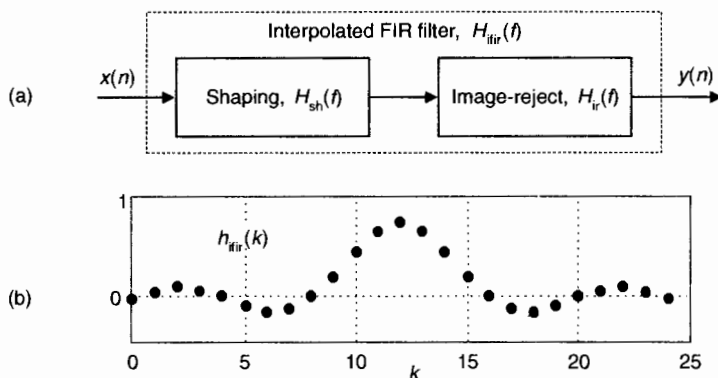 Interpolated FIR filter, H_ifir(f)
(a)
x(n)
Shaping, H_sh(f)
Image-reject, H_ir(f)
y(n)
(b)
1
h_ifir(k)
0
0 5 10 15 20 25
k